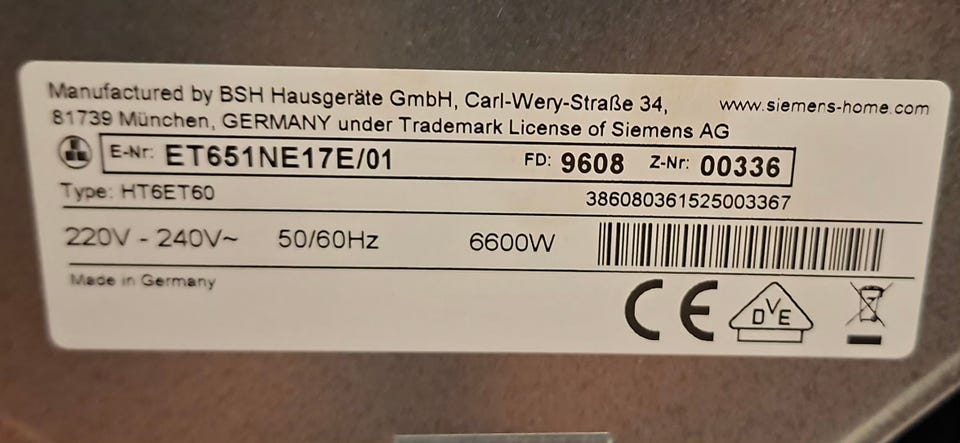 Manufactured by BSH Hausgeräte GmbH, Carl-Wery-Straße 34, www.siemens-home.com
81739 München, GERMANY under Trademark License of Siemens AG
E-Nr: ET651NE17E/01 FD: 9608 Z-Nr: 00336
Type: HT6ET60 386080361525003367
220V - 240V~ 50/60Hz 6600W
Made in Germany
CE DVE